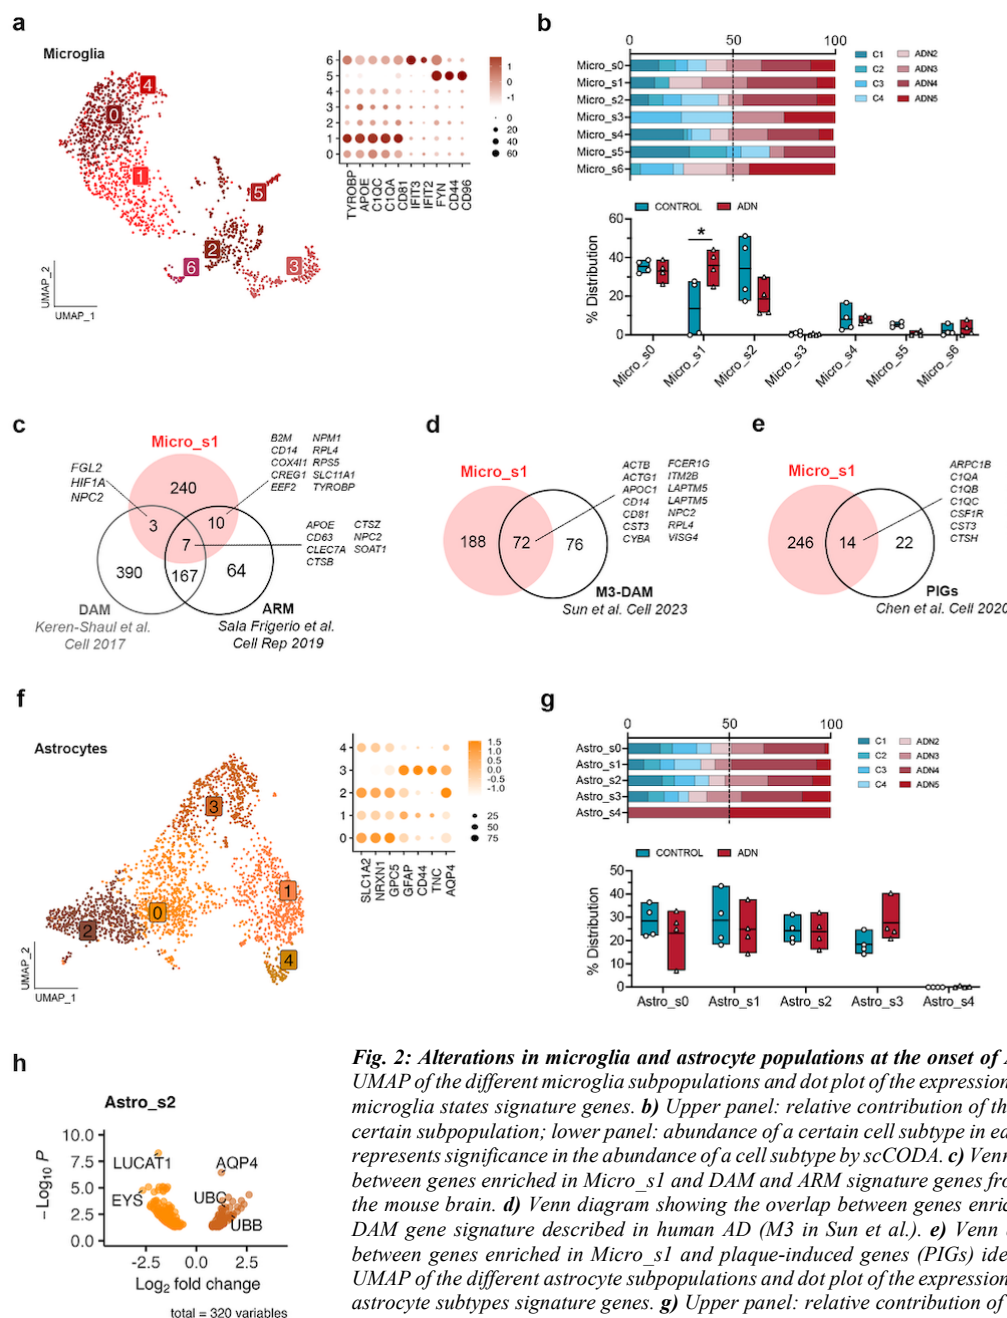 a
Microglia
4
0
1
5
2
6
3
UMAP_2
UMAP_1
6
5
4
3
2
1
0
TYROBP
APOE
C1QC
C1QA
CD81
IFIT3
IFIT2
FYN
CD44
CD96
1
0
-1
0
20
40
60
b
0 50 100
Micro_s0
Micro_s1
Micro_s2
Micro_s3
Micro_s4
Micro_s5
Micro_s6
C1 ADN2
C2 ADN3
C3 ADN4
C4 ADN5
CONTROL ADN
% Distribution
60
40
20
0
*
Micro_s0
Micro_s1
Micro_s2
Micro_s3
Micro_s4
Micro_s5
Micro_s6
c
Micro_s1
FGL2
HIF1A
NPC2
240
3
10
7
390
167
64
B2M NPM1
CD14 RPL4
COX4I1 RPS5
CREG1 SLC11A1
EEF2 TYROBP
APOE CTSZ
CD63 NPC2
CLEC7A SOAT1
CTSB
DAM
Keren-Shaul et al.
Cell 2017
ARM
Sala Frigerio et al.
Cell Rep 2019
d
Micro_s1
188
72
76
ACTB FCER1G
ACTG1 ITM2B
APOC1 LAPTM5
CD14 LAPTM5
CD81 NPC2
CST3 RPL4
CYBA VISG4
M3-DAM
Sun et al. Cell 2023
e
Micro_s1
246
14
22
ARPC1B
C1QA
C1QB
C1QC
CSF1R
CST3
CTSH
PIGs
Chen et al. Cell 2020
f
Astrocytes
3
1
0
2
4
UMAP_2
UMAP_1
4
3
2
1
0
SLC1A2
NRXN1
GPC5
GFAP
CD44
TNC
AQP4
1.5
1.0
0.5
0.0
-0.5
-1.0
25
50
75
g
0 50 100
Astro_s0
Astro_s1
Astro_s2
Astro_s3
Astro_s4
C1 ADN2
C2 ADN3
C3 ADN4
C4 ADN5
CONTROL ADN
% Distribution
50
40
30
20
10
0
Astro_s0 Astro_s1 Astro_s2 Astro_s3 Astro_s4
h
Astro_s2
−Log10 P
10.0
7.5
5.0
2.5
0.0
LUCAT1
AQP4
EYS
UBC
UBB
-2.5 0.0 2.5
Log2 fold change
total = 320 variables
Fig. 2: Alterations in microglia and astrocyte populations at the onset of
UMAP of the different microglia subpopulations and dot plot of the expression
microglia states signature genes. b) Upper panel: relative contribution of
certain subpopulation; lower panel: abundance of a certain cell subtype in
represents significance in the abundance of a cell subtype by scCODA. c) Venn
between genes enriched in Micro_s1 and DAM and ARM signature genes
the mouse brain. d) Venn diagram showing the overlap between genes
DAM gene signature described in human AD (M3 in Sun et al.). e) Venn
between genes enriched in Micro_s1 and plaque-induced genes (PIGs)
UMAP of the different astrocyte subpopulations and dot plot of the expression
astrocyte subtypes signature genes. g) Upper panel: relative contribution of